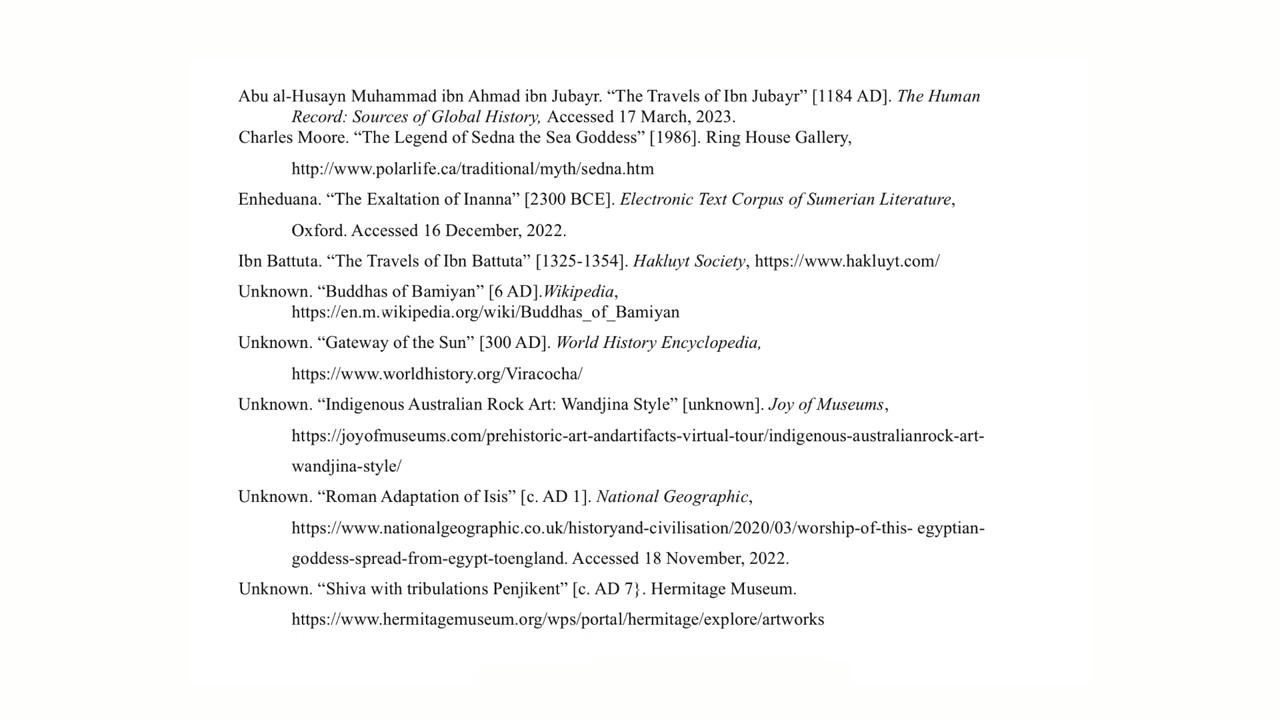 Abu al-Husayn Muhammad ibn Ahmad ibn Jubayr. “The Travels of Ibn Jubayr” [1184 AD]. The Human
Record: Sources of Global History, Accessed 17 March, 2023.
Charles Moore. “The Legend of Sedna the Sea Goddess” [1986]. Ring House Gallery,
http://www.polarlife.ca/traditional/myth/sedna.htm
Enheduana. “The Exaltation of Inanna” [2300 BCE]. Electronic Text Corpus of Sumerian Literature,
Oxford. Accessed 16 December, 2022.
Ibn Battuta. “The Travels of Ibn Battuta” [1325-1354]. Hakluyt Society, https://www.hakluyt.com/
Unknown. “Buddhas of Bamiyan” [6 AD].Wikipedia,
https://en.m.wikipedia.org/wiki/Buddhas_of_Bamiyan
Unknown. “Gateway of the Sun” [300 AD]. World History Encyclopedia,
https://www.worldhistory.org/Viracocha/
Unknown. “Indigenous Australian Rock Art: Wandjina Style” [unknown]. Joy of Museums,
https://joyofmuseums.com/prehistoric-art-andartifacts-virtual-tour/indigenous-australianrock-art-
wandjina-style/
Unknown. “Roman Adaptation of Isis” [c. AD 1]. National Geographic,
https://www.nationalgeographic.co.uk/historyand-civilisation/2020/03/worship-of-this- egyptian-
goddess-spread-from-egypt-toengland. Accessed 18 November, 2022.
Unknown. “Shiva with tribulations Penjikent” [c. AD 7}. Hermitage Museum.
https://www.hermitagemuseum.org/wps/portal/hermitage/explore/artworks